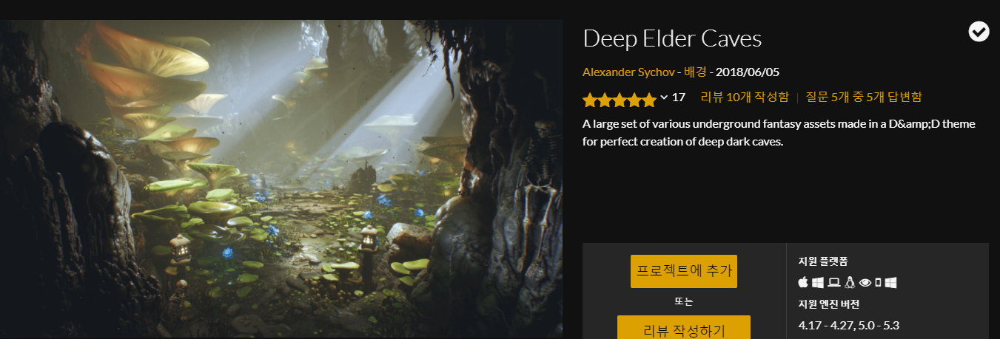 Deep Elder Caves
Alexander Sychov - 배경 - 2018/06/05
17 리뷰 10개 작성함 | 질문 5개 중 5개 답변함
A large set of various underground fantasy assets made in a D&amp;D theme
for perfect creation of deep dark caves.
프로젝트에 추가
또는
리뷰 작성하기
지원 플랫폼
지원 엔진 버전
4.17 - 4.27, 5.0 - 5.3